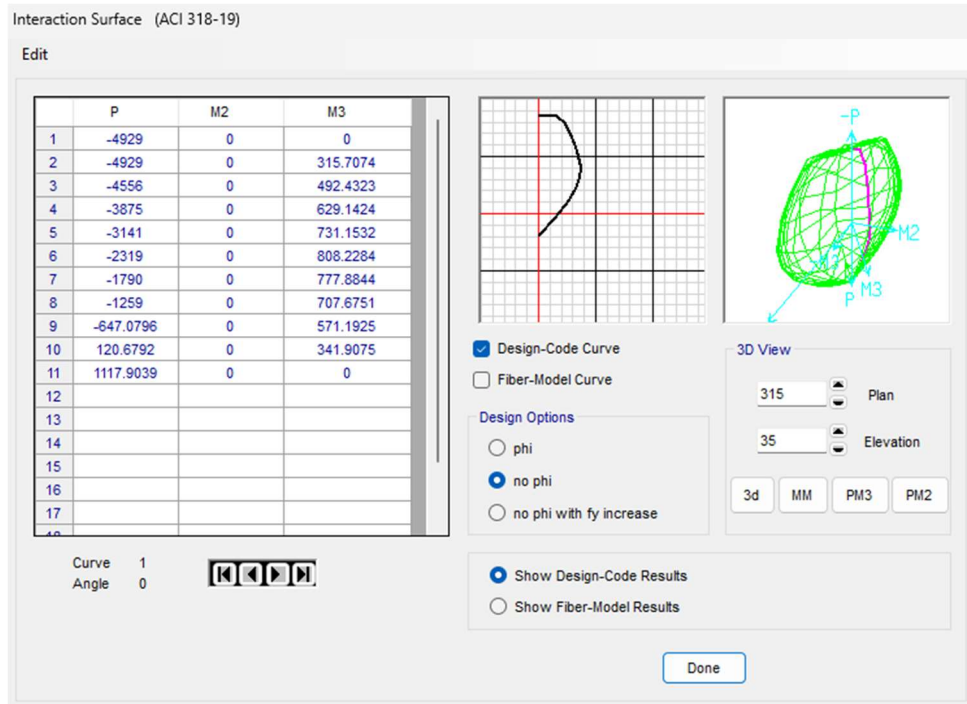 Interaction Surface (ACI 318-19)
Edit
P M2 M3
1 -4929 0 0
2 -4929 0 315.7074
3 -4556 0 492.4323
4 -3875 0 629.1424
5 -3141 0 731.1532
6 -2319 0 808.2284
7 -1790 0 777.8844
8 -1259 0 707.6751
9 -647.0796 0 571.1925
10 120.6792 0 341.9075
11 1117.9039 0 0
12
13
14
15
16
17
Curve 1
Angle 0
-P
M2
M3
P
Design-Code Curve
Fiber-Model Curve
Design Options
phi
no phi
no phi with fy increase
3D View
315 Plan
35 Elevation
3d MM PM3 PM2
Show Design-Code Results
Show Fiber-Model Results
Done